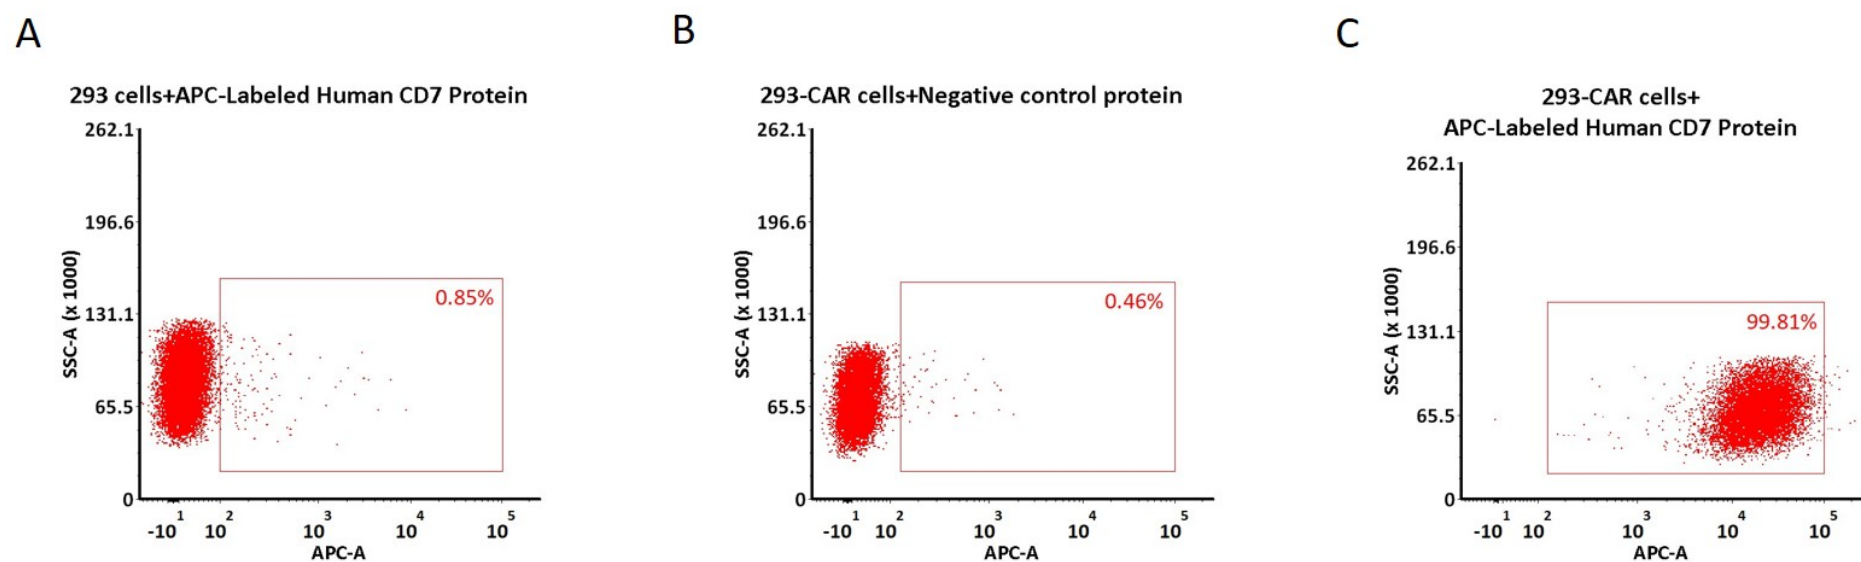 A
293 cells+APC-Labeled Human CD7 Protein
262.1
196.6
131.1
65.5
0
SSC-A (x 1000)
0.85%
-10 1 10 2 10 3 10 4 10 5
APC-A
B
293-CAR cells+Negative control protein
262.1
196.6
131.1
65.5
0
SSC-A (x 1000)
0.46%
-10 1 10 2 10 3 10 4 10 5
APC-A
C
293-CAR cells+
APC-Labeled Human CD7 Protein
262.1
196.6
131.1
65.5
0
SSC-A (x 1000)
99.81%
-10 1 10 2 10 3 10 4 10 5
APC-A